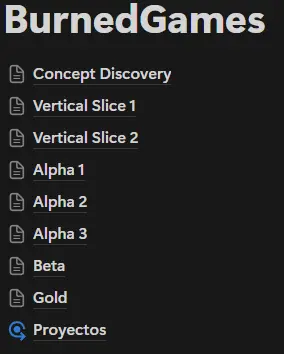 BurnedGames
Concept Discovery
Vertical Slice 1
Vertical Slice 2
Alpha 1
Alpha 2
Alpha 3
Beta
Gold
Proyectos